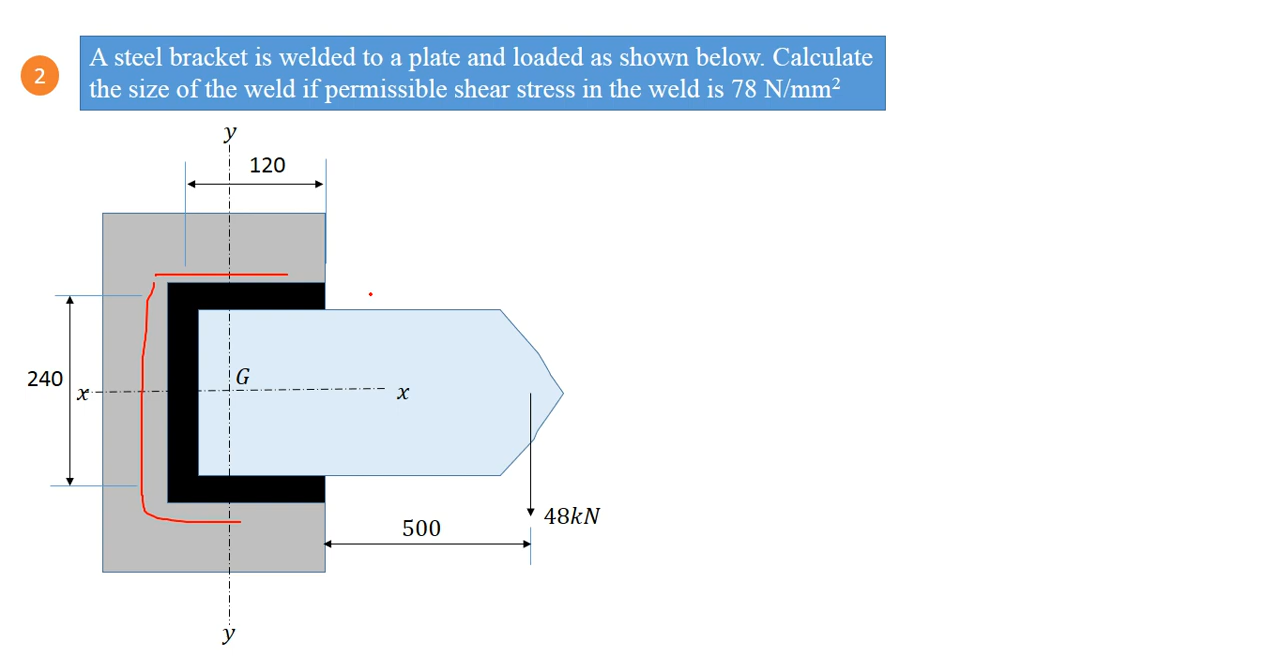 2
A steel bracket is welded to a plate and loaded as shown below. Calculate
the size of the weld if permissible shear stress in the weld is 78 N/mm²
y
120
240
G
x
x
500
48kN
y